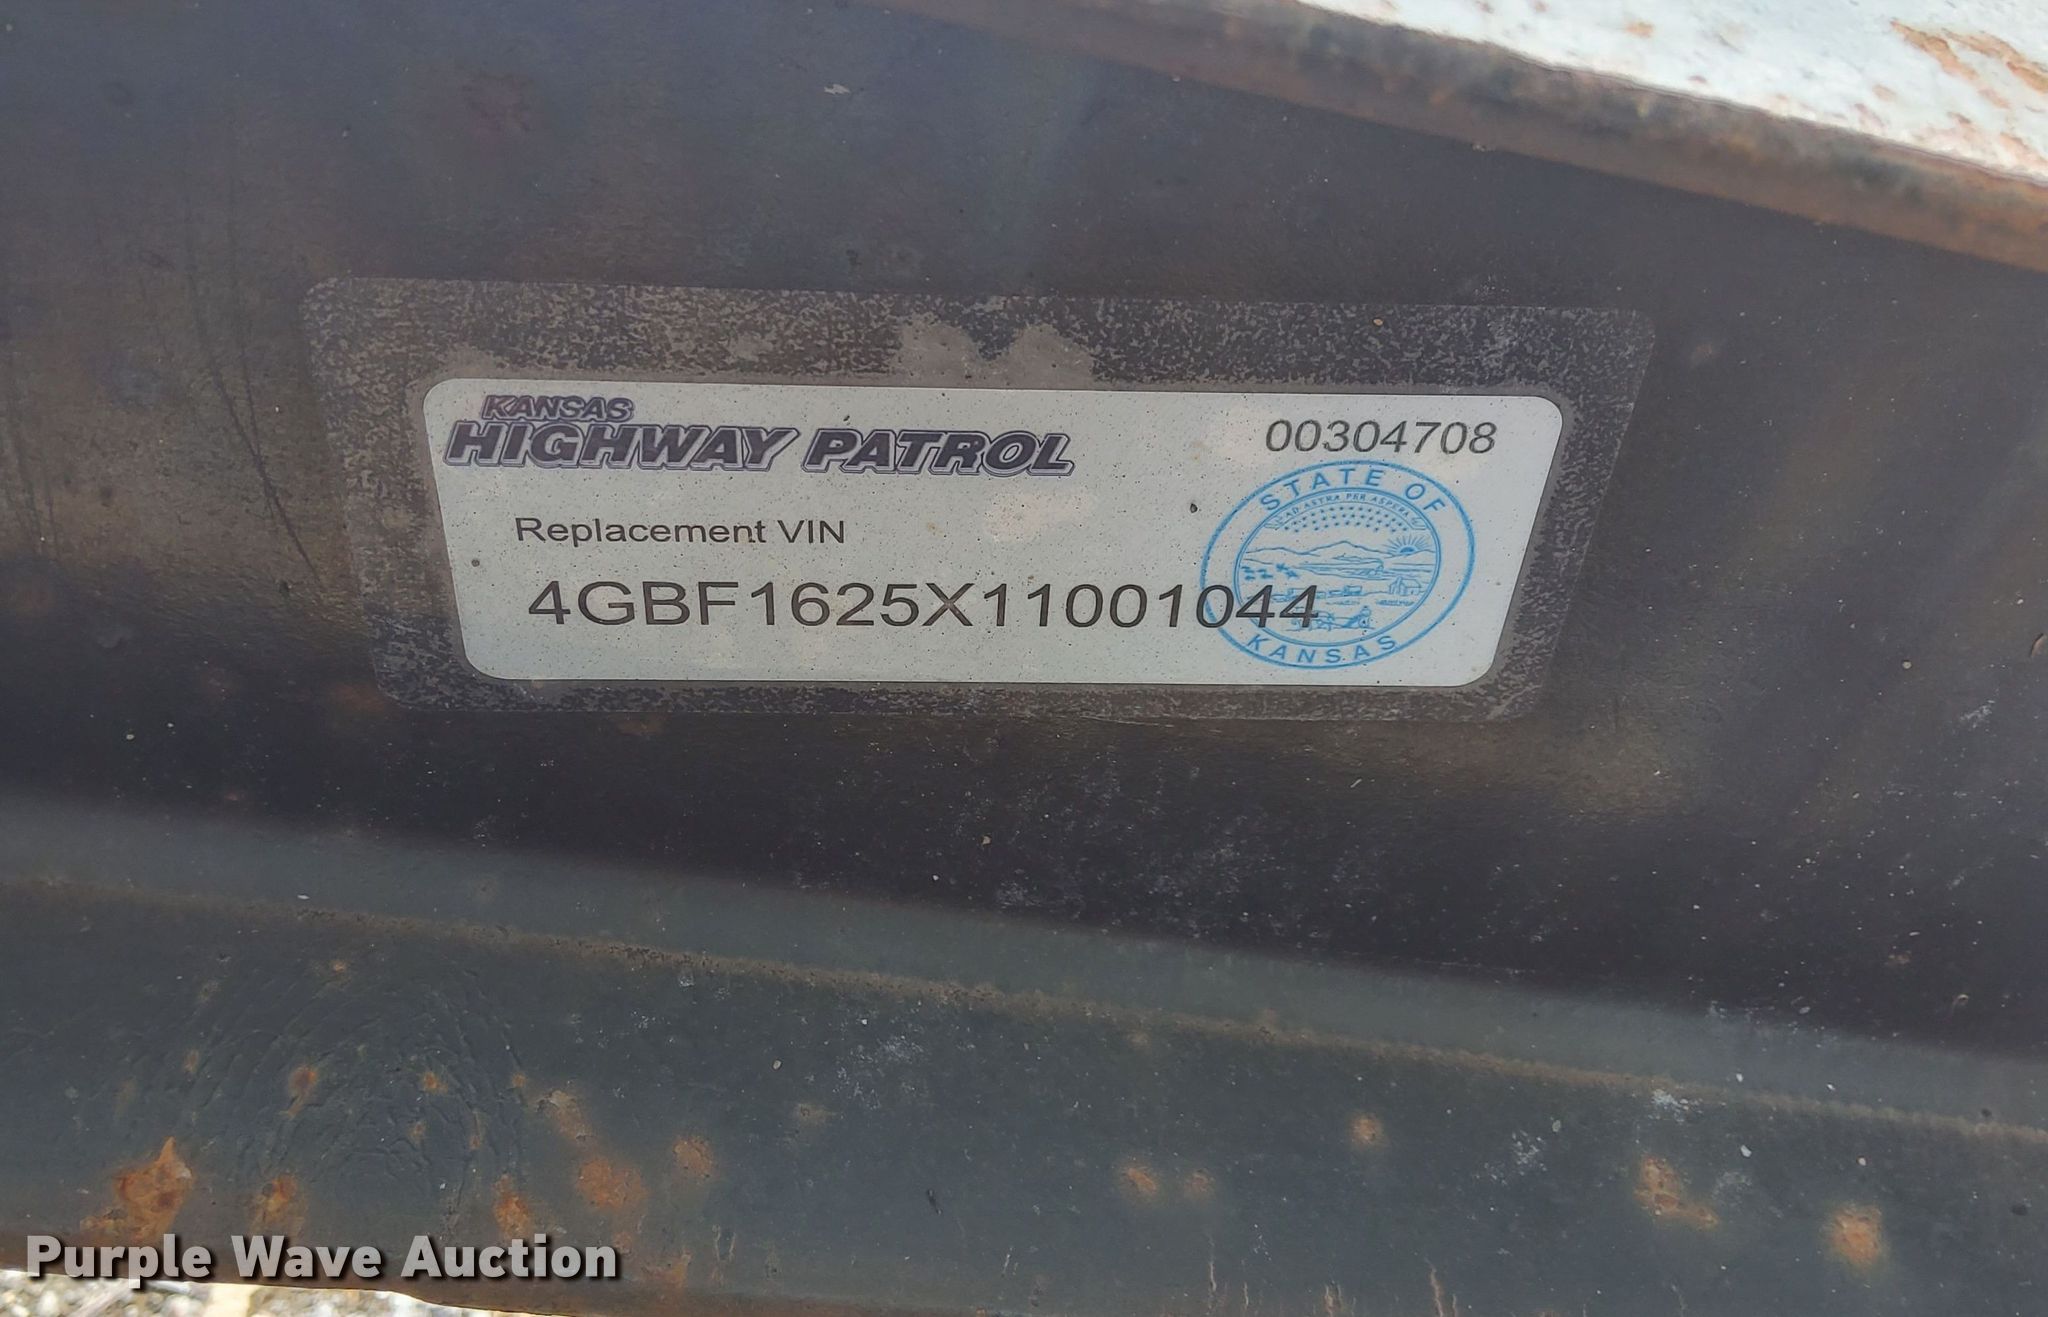 KANSAS
HIGHWAY PATROL
00304708
STATE OF
AD ASTRA PER ASPERA
Replacement VIN
4GBF1625X11001044
KANSAS
Purple Wave Auction